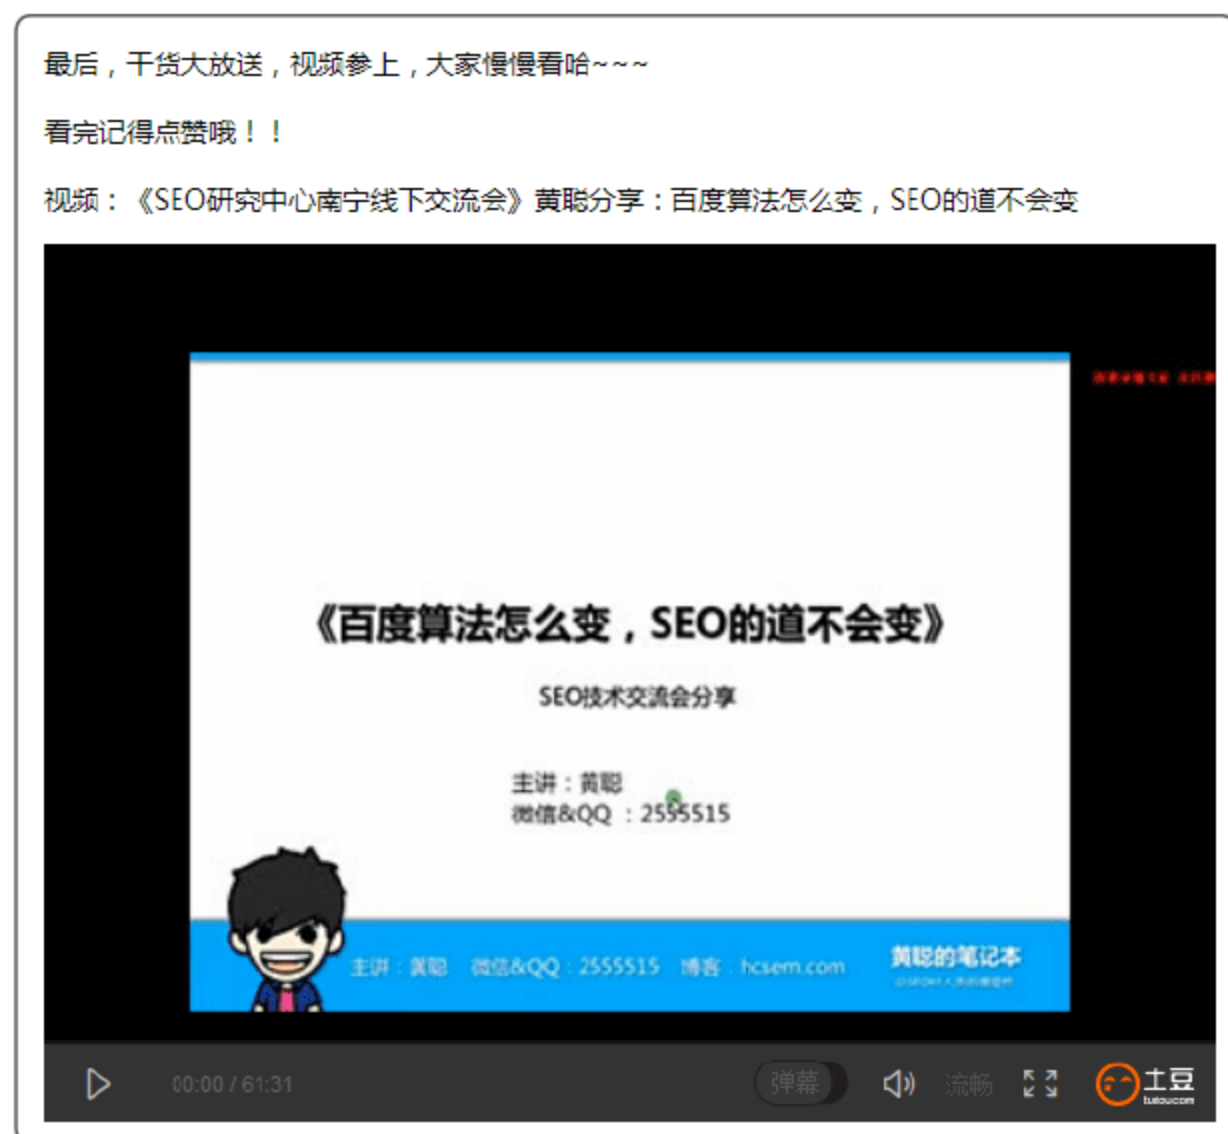 最后，干货大放送，视频参上，大家慢慢看哈~~~
看完记得点赞哦！！
视频：《SEO研究中心南宁线下交流会》黄聪分享：百度算法怎么变，SEO的道不会变
《百度算法怎么变，SEO的道不会变》
SEO技术交流会分享
主讲：黄聪
微信&QQ ：2555515
主讲：黄聪 微信&QQ：2555515 博客：hcsem.com
黄聪的笔记本
00:00 / 61:31
弹幕
流畅
土豆
tudou.com